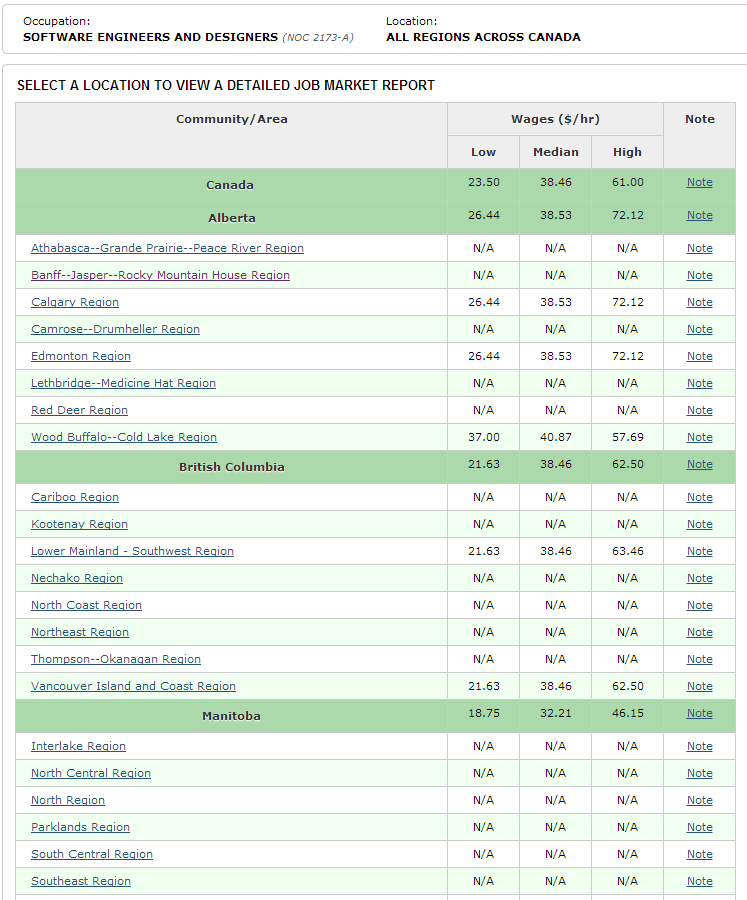 Occupation: Location:
SOFTWARE ENGINEERS AND DESIGNERS (NOC 2173-A) ALL REGIONS ACROSS CANADA
SELECT A LOCATION TO VIEW A DETAILED JOB MARKET REPORT
Community/Area Wages ($/hr) Note
Low Median High
Canada 23.50 38.46 61.00 Note
Alberta 26.44 38.53 72.12 Note
Athabasca--Grande Prairie--Peace River Region N/A N/A N/A Note
Banff--Jasper--Rocky Mountain House Region N/A N/A N/A Note
Calgary Region 26.44 38.53 72.12 Note
Camrose--Drumheller Region N/A N/A N/A Note
Edmonton Region 26.44 38.53 72.12 Note
Lethbridge--Medicine Hat Region N/A N/A N/A Note
Red Deer Region N/A N/A N/A Note
Wood Buffalo--Cold Lake Region 37.00 40.87 57.69 Note
British Columbia 21.63 38.46 62.50 Note
Cariboo Region N/A N/A N/A Note
Kootenay Region N/A N/A N/A Note
Lower Mainland - Southwest Region 21.63 38.46 63.46 Note
Nechako Region N/A N/A N/A Note
North Coast Region N/A N/A N/A Note
Northeast Region N/A N/A N/A Note
Thompson--Okanagan Region N/A N/A N/A Note
Vancouver Island and Coast Region 21.63 38.46 62.50 Note
Manitoba 18.75 32.21 46.15 Note
Interlake Region N/A N/A N/A Note
North Central Region N/A N/A N/A Note
North Region N/A N/A N/A Note
Parklands Region N/A N/A N/A Note
South Central Region N/A N/A N/A Note
Southeast Region N/A N/A N/A Note